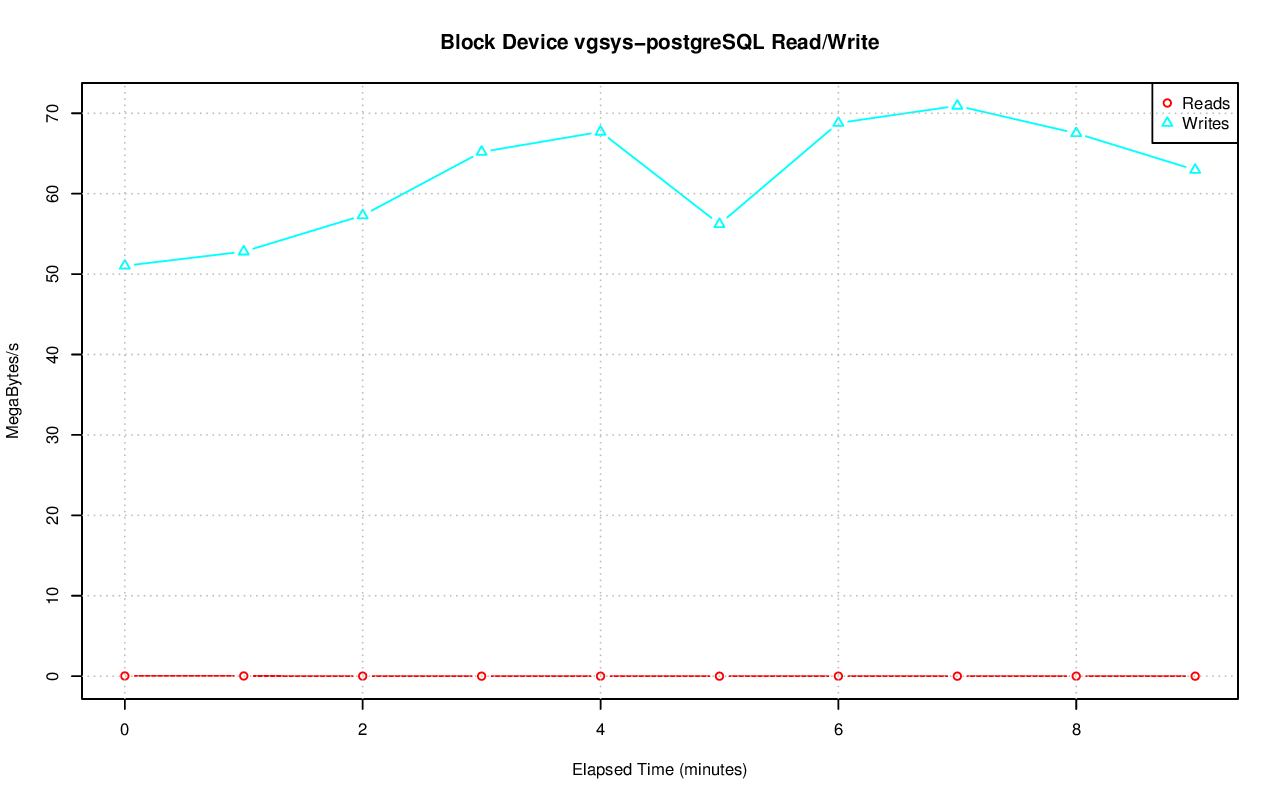 Block Device vgsys−postgreSQL Read/Write
Reads
Writes
MegaBytes/s
70
60
50
40
30
20
10
0
0 2 4 6 8
Elapsed Time (minutes)